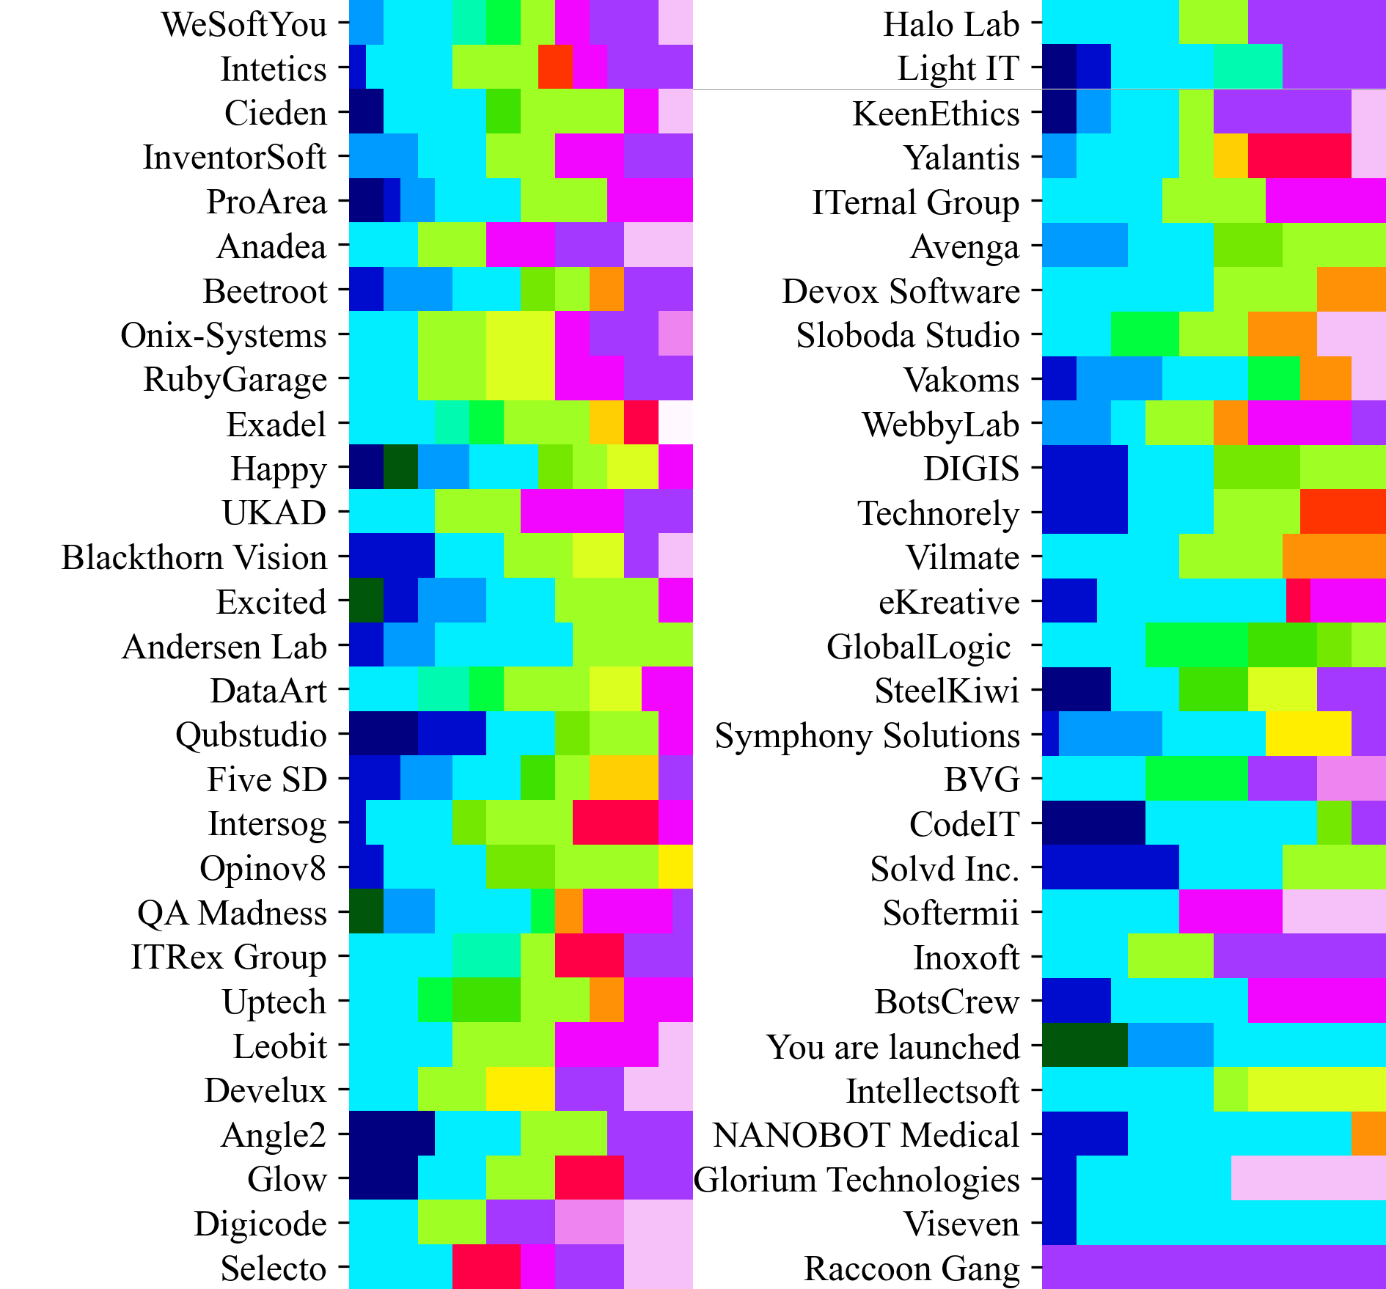 WeSoftYou
Intetics
Cieden
InventorSoft
ProArea
Anadea
Beetroot
Onix-Systems
RubyGarage
Exadel
Happy
UKAD
Blackthorn Vision
Excited
Andersen Lab
DataArt
Qubstudio
Five SD
Intersog
Opinov8
QA Madness
ITRex Group
Uptech
Leobit
Develux
Angle2
Glow
Digicode
Selecto
Halo Lab
Light IT
KeenEthics
Yalantis
ITernal Group
Avenga
Devox Software
Sloboda Studio
Vakoms
WebbyLab
DIGIS
Technorely
Vilmate
eKreative
GlobalLogic
SteelKiwi
Symphony Solutions
BVG
CodeIT
Solvd Inc.
Softermii
Inoxoft
BotsCrew
You are launched
Intellectsoft
NANOBOT Medical
Glorium Technologies
Viseven
Raccoon Gang